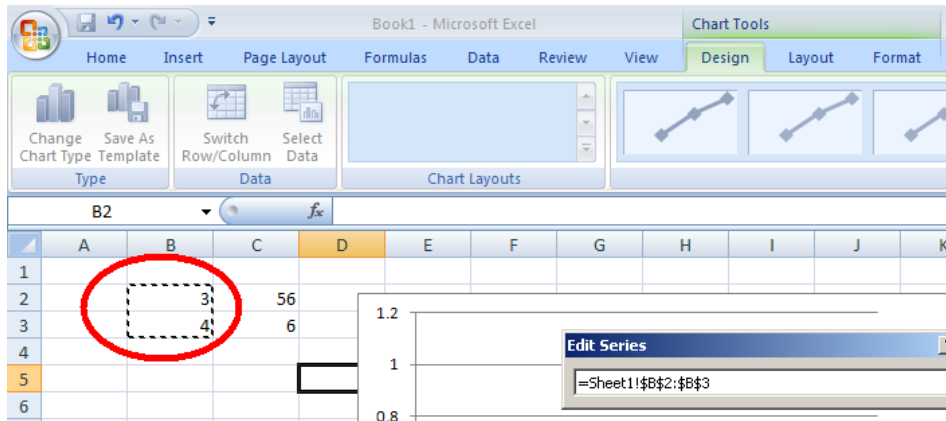 Book1 - Microsoft Excel
Chart Tools
Home Insert Page Layout Formulas Data Review View Design Layout Format
Change Chart Type
Save As Template
Switch Row/Column
Select Data
Type
Data
Chart Layouts
B2
fx
A B C D E F G H I J K
1
2 3 56
3 4 6
4
5
6
1.2
1
0.8
Edit Series
=Sheet1!$B$2:$B$3